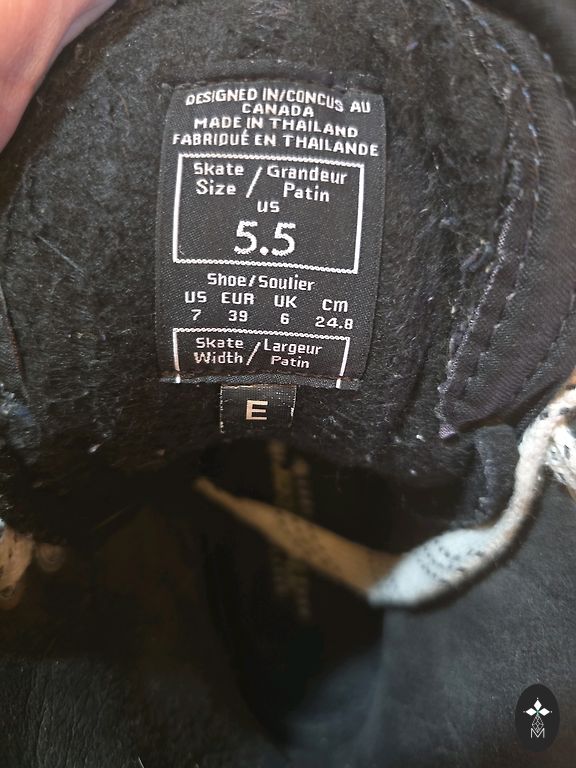 DESIGNED IN/CONCUS AU
CANADA
MADE IN THAILAND
FABRIQUÉ EN THAILANDE
Skate / Grandeur
Size / Patin
US
5.5
Shoe/Soulier
US EUR UK cm
7 39 6 24.8
Skate / Largeur
Width / Patin
E
M